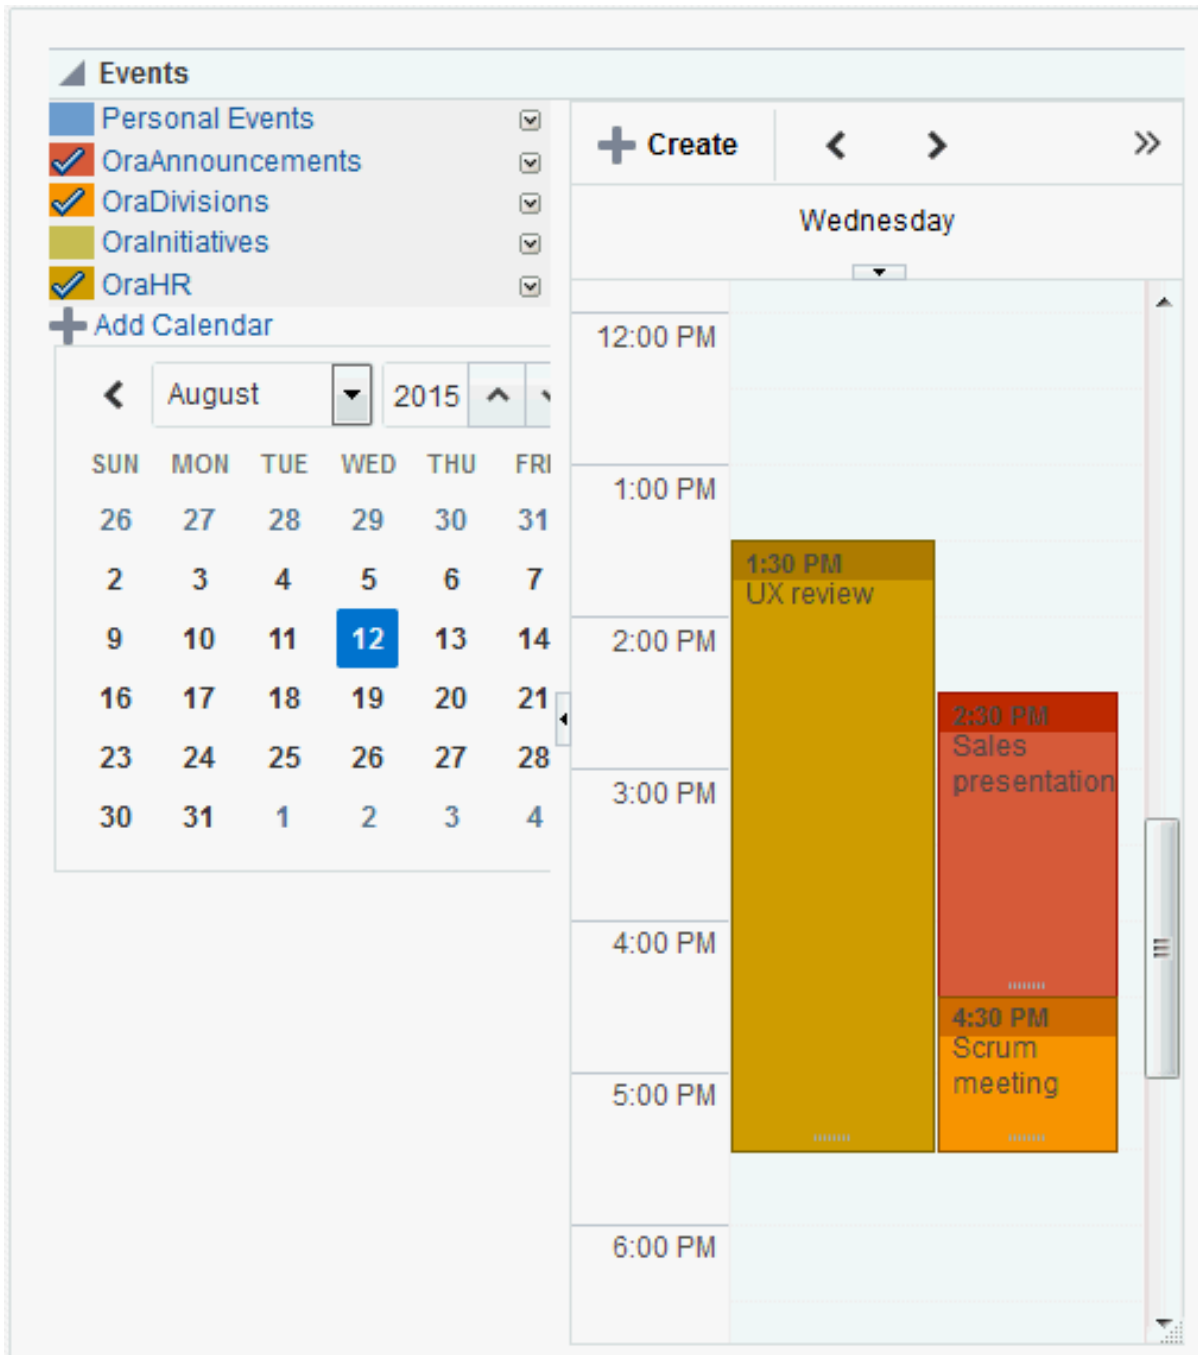 Events
Personal Events
OraAnnouncements
OraDivisions
OraInitiatives
OraHR
Add Calendar
August 2015
SUN MON TUE WED THU FRI
26 27 28 29 30 31
2 3 4 5 6 7
9 10 11 12 13 14
16 17 18 19 20 21
23 24 25 26 27 28
30 31 1 2 3 4
Create
Wednesday
12:00 PM
1:00 PM
1:30 PM
UX review
2:00 PM
2:30 PM
Sales
presentation
3:00 PM
4:00 PM
4:30 PM
Scrum
meeting
5:00 PM
6:00 PM